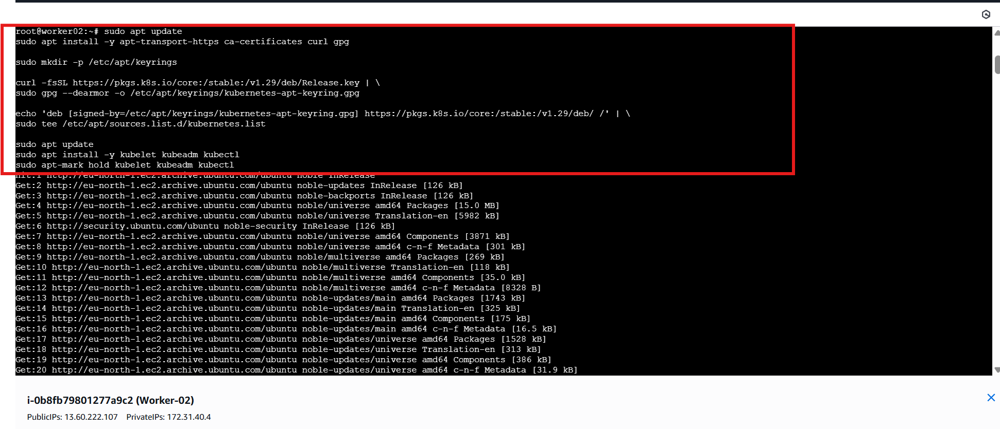 root@worker02:~# sudo apt update
sudo apt install -y apt-transport-https ca-certificates curl gpg
sudo mkdir -p /etc/apt/keyrings
curl -fsSL https://pkgs.k8s.io/core:/stable:/v1.29/deb/Release.key | \
sudo gpg --dearmor -o /etc/apt/keyrings/kubernetes-apt-keyring.gpg
echo 'deb [signed-by=/etc/apt/keyrings/kubernetes-apt-keyring.gpg] https://pkgs.k8s.io/core:/stable:/v1.29/deb/ /' | \
sudo tee /etc/apt/sources.list.d/kubernetes.list
sudo apt update
sudo apt install -y kubelet kubeadm kubectl
sudo apt-mark hold kubelet kubeadm kubectl
Hit:1 http://eu-north-1.ec2.archive.ubuntu.com/ubuntu noble InRelease
Get:2 http://eu-north-1.ec2.archive.ubuntu.com/ubuntu noble-updates InRelease [126 kB]
Get:3 http://eu-north-1.ec2.archive.ubuntu.com/ubuntu noble-backports InRelease [126 kB]
Get:4 http://eu-north-1.ec2.archive.ubuntu.com/ubuntu noble/universe amd64 Packages [15.0 MB]
Get:5 http://eu-north-1.ec2.archive.ubuntu.com/ubuntu noble/universe Translation-en [5982 kB]
Get:6 http://security.ubuntu.com/ubuntu noble-security InRelease [126 kB]
Get:7 http://eu-north-1.ec2.archive.ubuntu.com/ubuntu noble/universe amd64 Components [3871 kB]
Get:8 http://eu-north-1.ec2.archive.ubuntu.com/ubuntu noble/universe amd64 c-n-f Metadata [301 kB]
Get:9 http://eu-north-1.ec2.archive.ubuntu.com/ubuntu noble/multiverse amd64 Packages [269 kB]
Get:10 http://eu-north-1.ec2.archive.ubuntu.com/ubuntu noble/multiverse Translation-en [118 kB]
Get:11 http://eu-north-1.ec2.archive.ubuntu.com/ubuntu noble/multiverse amd64 Components [35.0 kB]
Get:12 http://eu-north-1.ec2.archive.ubuntu.com/ubuntu noble/multiverse amd64 c-n-f Metadata [8328 B]
Get:13 http://eu-north-1.ec2.archive.ubuntu.com/ubuntu noble-updates/main amd64 Packages [1743 kB]
Get:14 http://eu-north-1.ec2.archive.ubuntu.com/ubuntu noble-updates/main Translation-en [325 kB]
Get:15 http://eu-north-1.ec2.archive.ubuntu.com/ubuntu noble-updates/main amd64 Components [175 kB]
Get:16 http://eu-north-1.ec2.archive.ubuntu.com/ubuntu noble-updates/main amd64 c-n-f Metadata [16.5 kB]
Get:17 http://eu-north-1.ec2.archive.ubuntu.com/ubuntu noble-updates/universe amd64 Packages [1528 kB]
Get:18 http://eu-north-1.ec2.archive.ubuntu.com/ubuntu noble-updates/universe Translation-en [313 kB]
Get:19 http://eu-north-1.ec2.archive.ubuntu.com/ubuntu noble-updates/universe amd64 Components [386 kB]
Get:20 http://eu-north-1.ec2.archive.ubuntu.com/ubuntu noble-updates/universe amd64 c-n-f Metadata [31.9 kB]
i-0b8fb79801277a9c2 (Worker-02)
PublicIPs: 13.60.222.107 PrivateIPs: 172.31.40.4